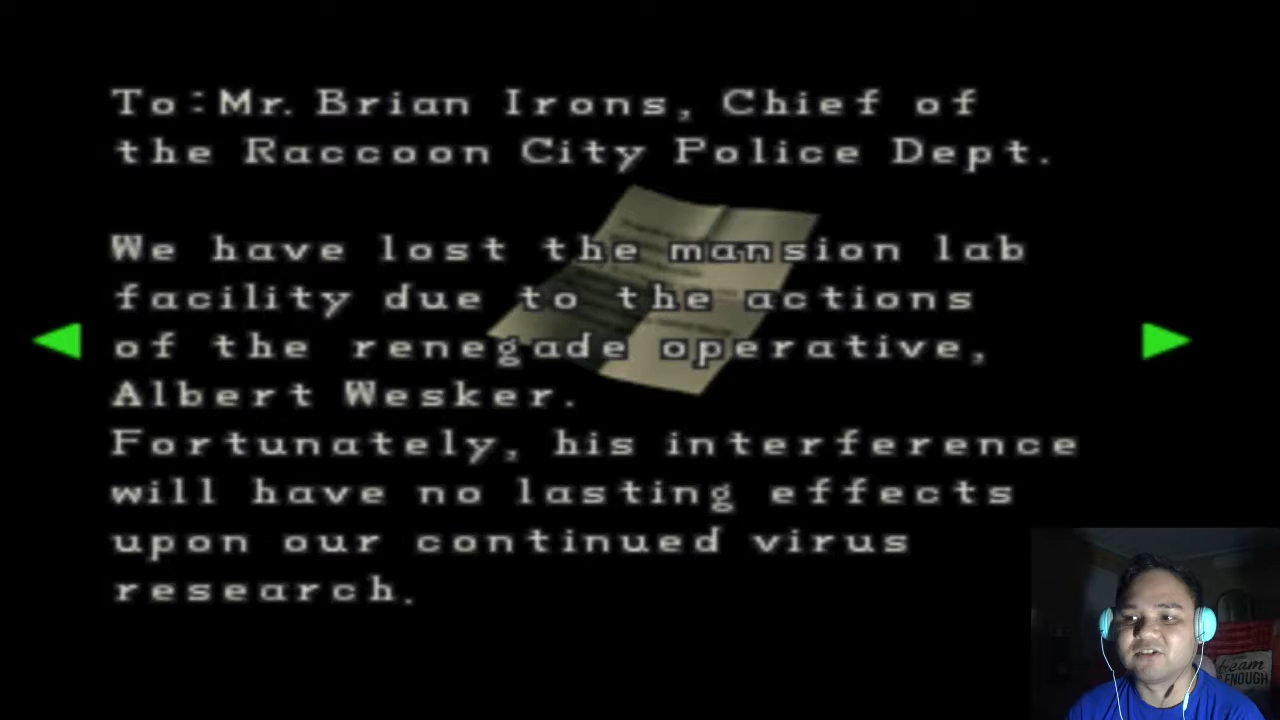 To:Mr. Brian Irons, Chief of
the Raccoon City Police Dept.
We have lost the mansion lab
facility due to the actions
of the renegade operative,
Albert Wesker.
Fortunately, his interference
will have no lasting effects
upon our continued virus
research.
ENOUGH